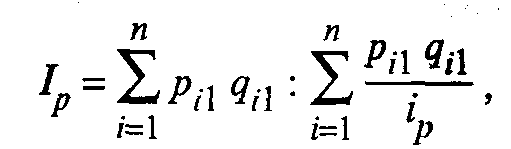 I_p = \sum_{i=1}^{n} p_{i1} q_{i1} : \sum_{i=1}^{n} \frac{p_{i1} q_{i1}}{i_p} ,